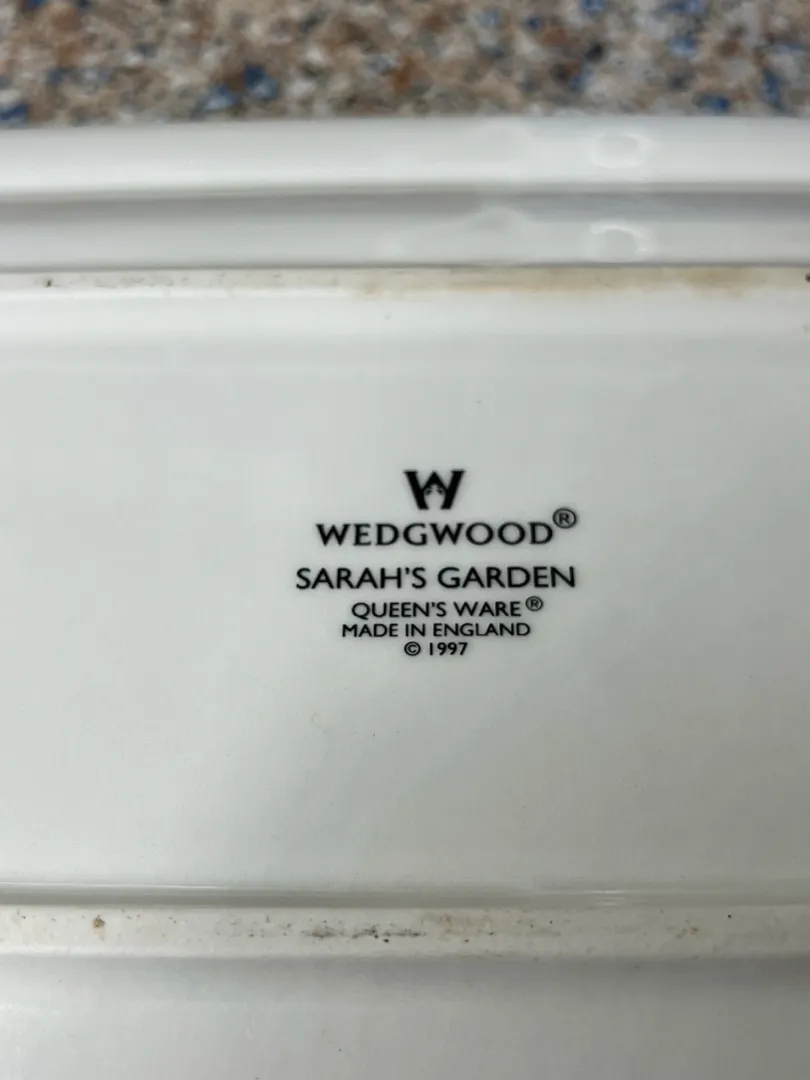 W
WEDGWOOD®
SARAH'S GARDEN
QUEEN'S WARE®
MADE IN ENGLAND
© 1997